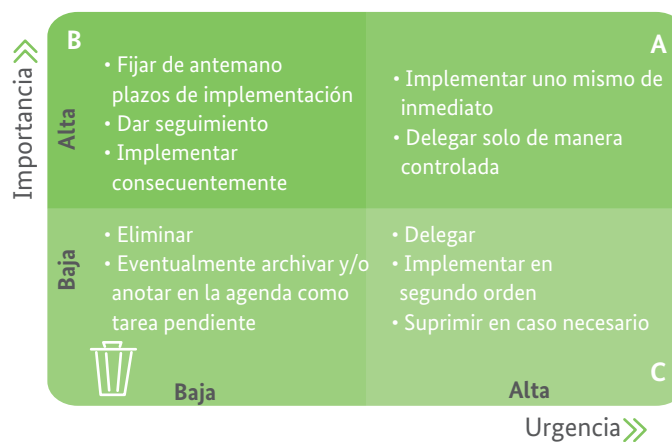 B
• Fijar de antemano
plazos de implementación
• Dar seguimiento
• Implementar
consecuentemente
A
• Implementar uno mismo de
inmediato
• Delegar solo de manera
controlada
Importancia
Alta
Baja
• Eliminar
• Eventualmente archivar y/o
anotar en la agenda como
tarea pendiente
• Delegar
• Implementar en
segundo orden
• Suprimir en caso necesario
C
Baja
Alta
Urgencia